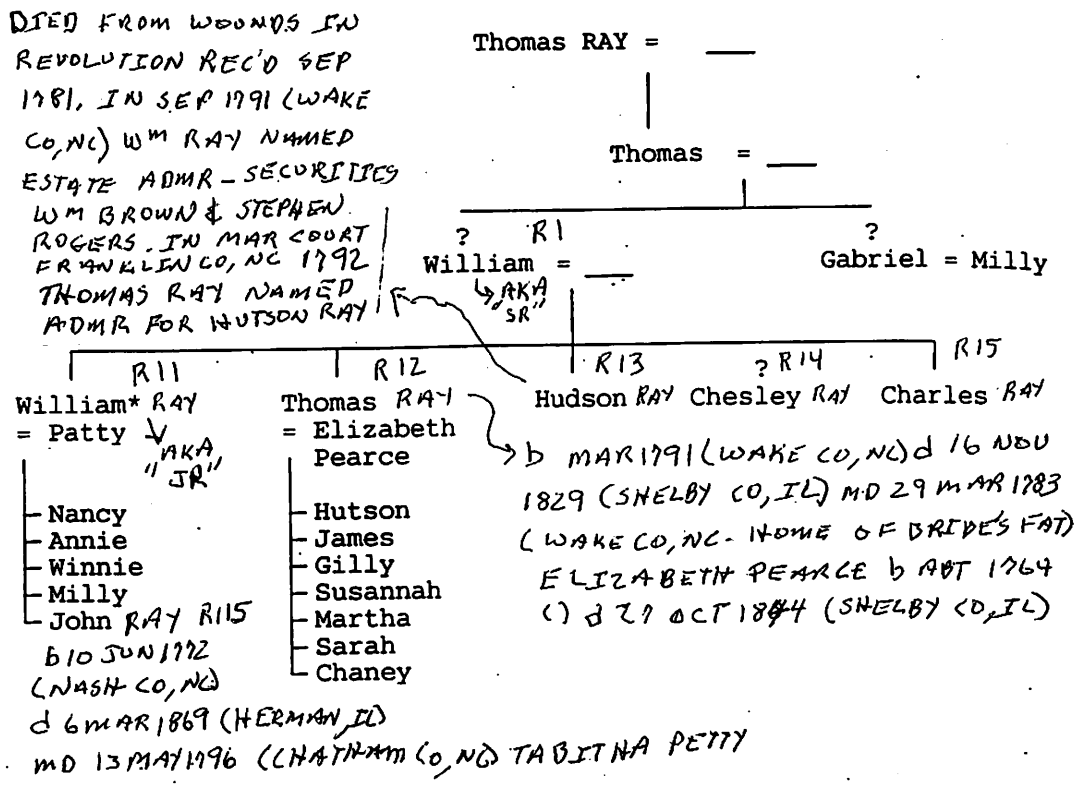 DIED FROM WOUNDS IN
REVOLUTION REC'D SEP
1781. IN SEP 1791 (WAKE
CO, NC) Wm RAY NAMED
ESTATE ADMR - SECURITIES
WM BROWN & STEPHEN
ROGERS. IN MAR COURT
FRANKLIN CO, NC 1792
THOMAS RAY NAMED
ADMR FOR HUTSON RAY
Thomas RAY = ___
Thomas = ___
? R1 ?
William = ___ Gabriel = Milly
AKA
"SR"
R11 R12 R13 ? R14 R15
William* RAY Thomas RAY Hudson RAY Chesley RAY Charles RAY
= Patty = Elizabeth
Pearce
AKA
"JR"
b MAR 1791 (WAKE CO, NC) d 16 NOV
1829 (SHELBY CO, IL) MD 29 MAR 1783
(WAKE CO, NC - HOME OF BRIDE'S FAT)
ELIZABETH PEARCE b ABT 1764
() d 27 OCT 1844 (SHELBY CO, IL)
Nancy
Annie
Winnie
Milly
John RAY R115
b 10 JUN 1772
(NASH CO, NC)
d 6 MAR 1869 (HERMAN, IL)
MD 13 MAY 1796 ((CHATHAM CO, NC) TABITHA PETTY
Hutson
James
Gilly
Susannah
Martha
Sarah
Chaney